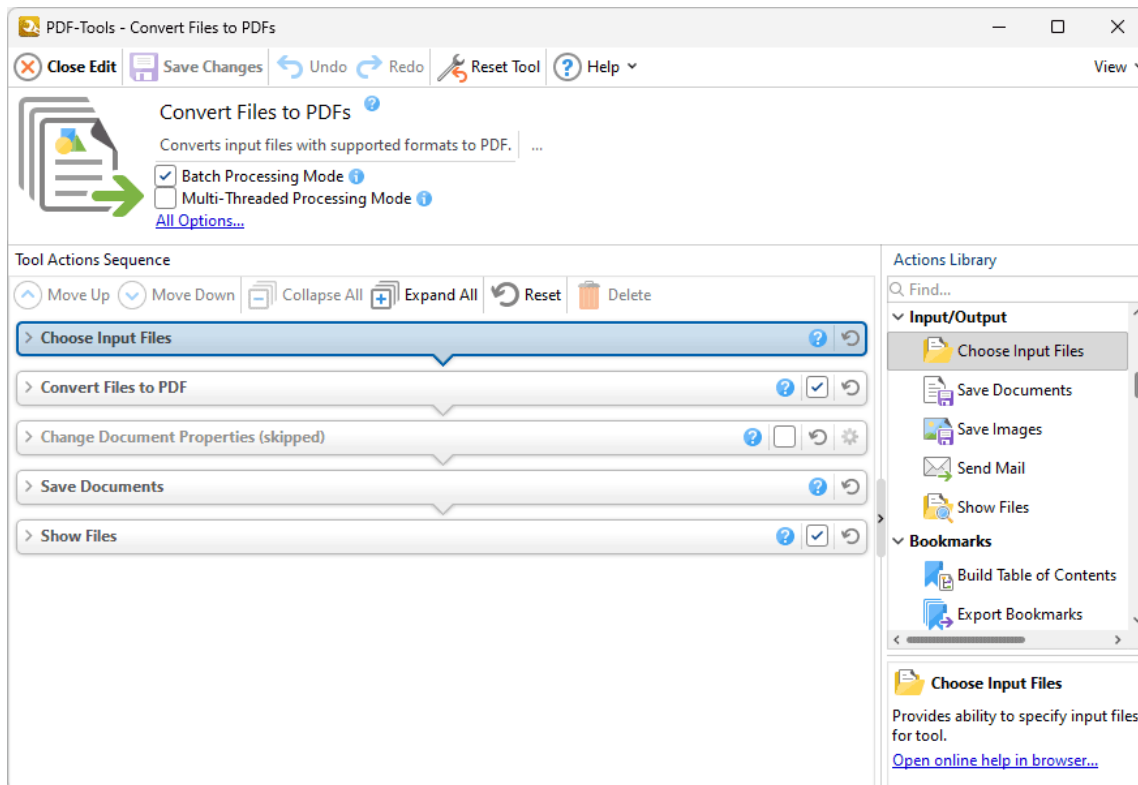 PDF-Tools - Convert Files to PDFs
Close Edit Save Changes Undo Redo Reset Tool Help View
Convert Files to PDFs
Converts input files with supported formats to PDF. ...
Batch Processing Mode
Multi-Threaded Processing Mode
All Options...
Tool Actions Sequence
Move Up Move Down Collapse All Expand All Reset Delete
Choose Input Files
Convert Files to PDF
Change Document Properties (skipped)
Save Documents
Show Files
Actions Library
Find...
Input/Output
Choose Input Files
Save Documents
Save Images
Send Mail
Show Files
Bookmarks
Build Table of Contents
Export Bookmarks
Choose Input Files
Provides ability to specify input files
for tool.
Open online help in browser...